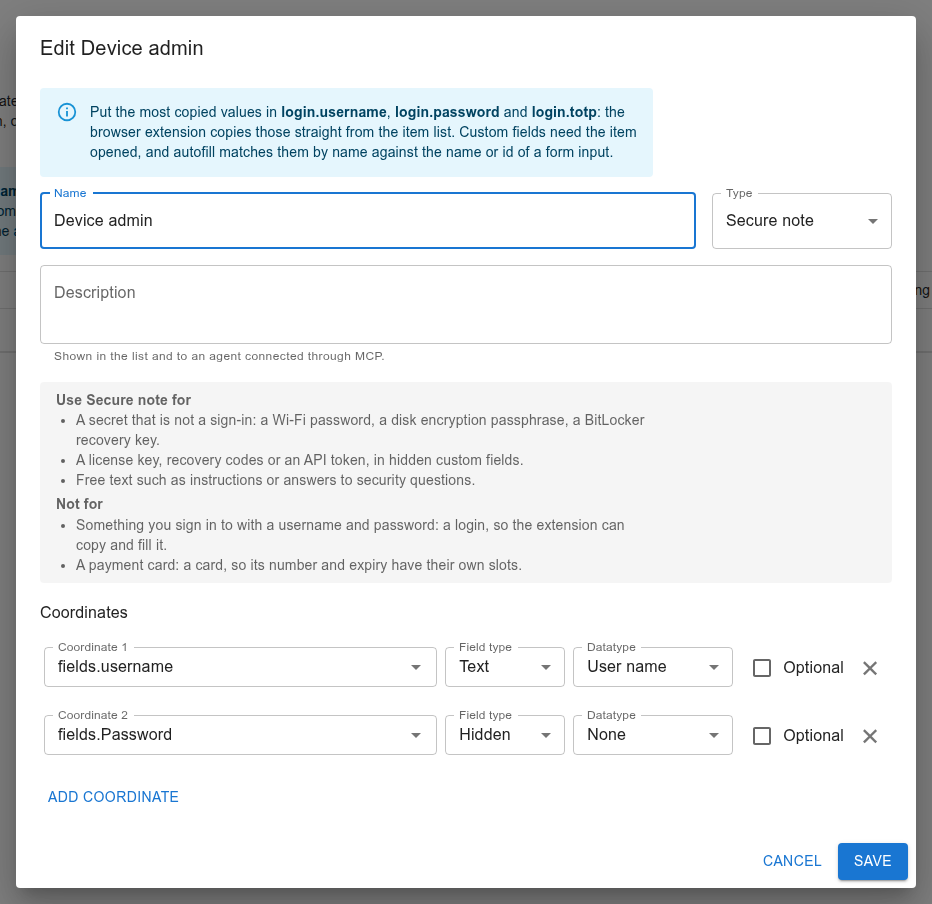 Edit Device admin
Put the most copied values in login.username, login.password and login.totp: the
browser extension copies those straight from the item list. Custom fields need the item
opened, and autofill matches them by name against the name or id of a form input.
Name
Device admin
Type
Secure note
Description
Shown in the list and to an agent connected through MCP.
Use Secure note for
• A secret that is not a sign-in: a Wi-Fi password, a disk encryption passphrase, a BitLocker
recovery key.
• A license key, recovery codes or an API token, in hidden custom fields.
• Free text such as instructions or answers to security questions.
Not for
• Something you sign in to with a username and password: a login, so the extension can
copy and fill it.
• A payment card: a card, so its number and expiry have their own slots.
Coordinates
Coordinate 1
fields.username
Field type
Text
Datatype
User name
Optional
Coordinate 2
fields.Password
Field type
Hidden
Datatype
None
Optional
ADD COORDINATE
CANCEL
SAVE